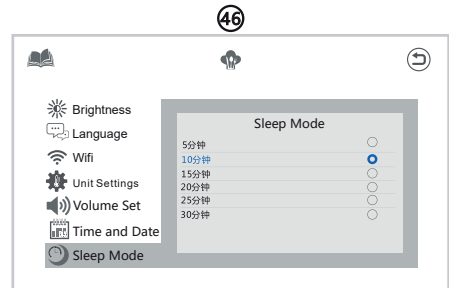 46
Brightness
Language
Wifi
Unit Settings
Volume Set
Time and Date
Sleep Mode
Sleep Mode
5分钟
10分钟
15分钟
20分钟
25分钟
30分钟